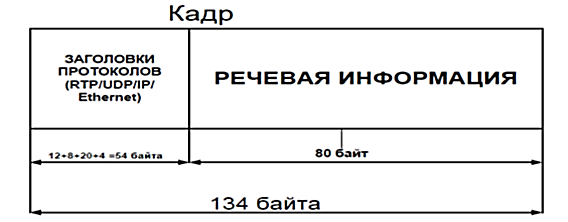 Кадр
ЗАГОЛОВКИ
ПРОТОКОЛОВ
(RTP/UDP/IP/
Ethernet)
РЕЧЕВАЯ ИНФОРМАЦИЯ
12+8+20+4 =54 байта
80 байт
134 байта